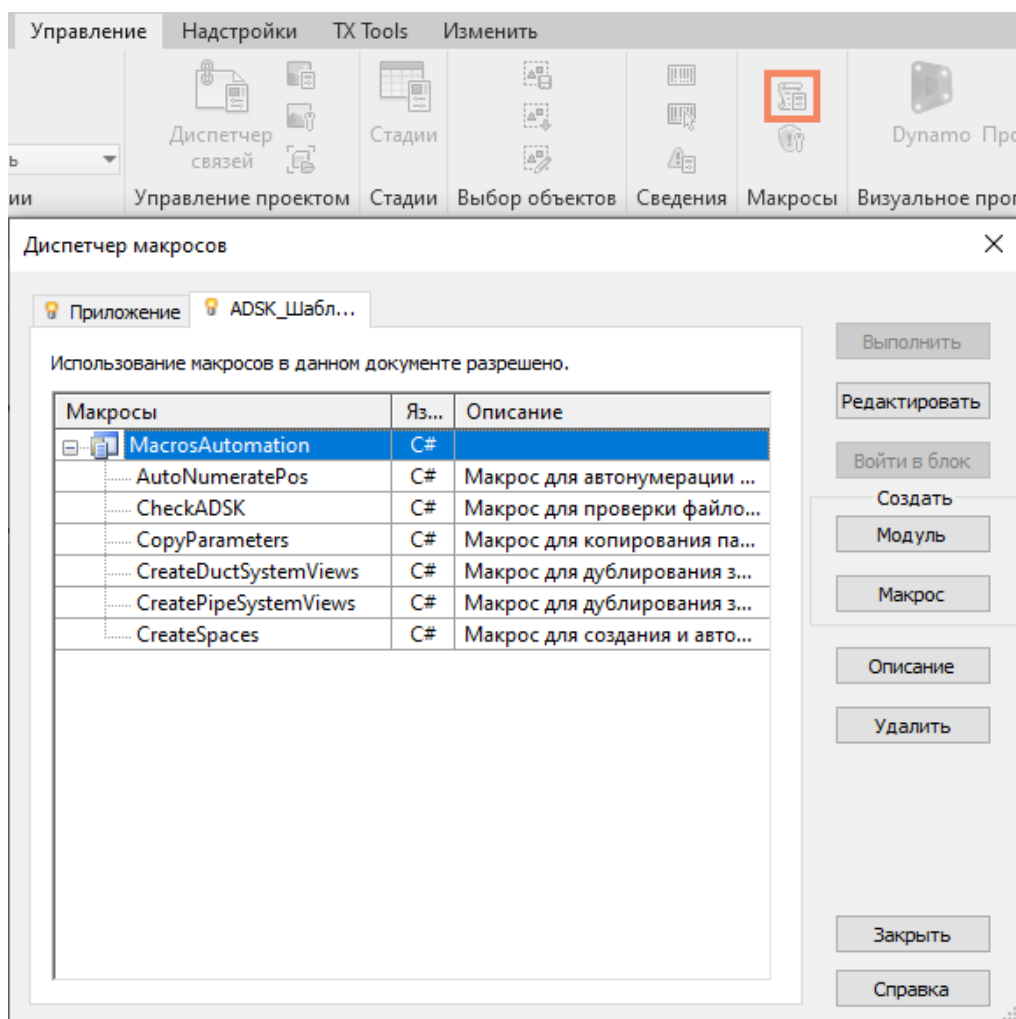 Управление Надстройки TX Tools Изменить
Диспетчер связей Стадии Dynamo Про
ь
ии Управление проектом Стадии Выбор объектов Сведения Макросы Визуальное прог
Диспетчер макросов
Приложение ADSK_Шабл...
Использование макросов в данном документе разрешено.
Макросы Яз... Описание
MacrosAutomation C#
AutoNumeratePos C# Макрос для автонумерации ...
CheckADSK C# Макрос для проверки файло...
CopyParameters C# Макрос для копирования па...
CreateDuctSystemViews C# Макрос для дублирования з...
CreatePipeSystemViews C# Макрос для дублирования з...
CreateSpaces C# Макрос для создания и авто...
Выполнить
Редактировать
Войти в блок
Создать
Модуль
Макрос
Описание
Удалить
Закрыть
Справка